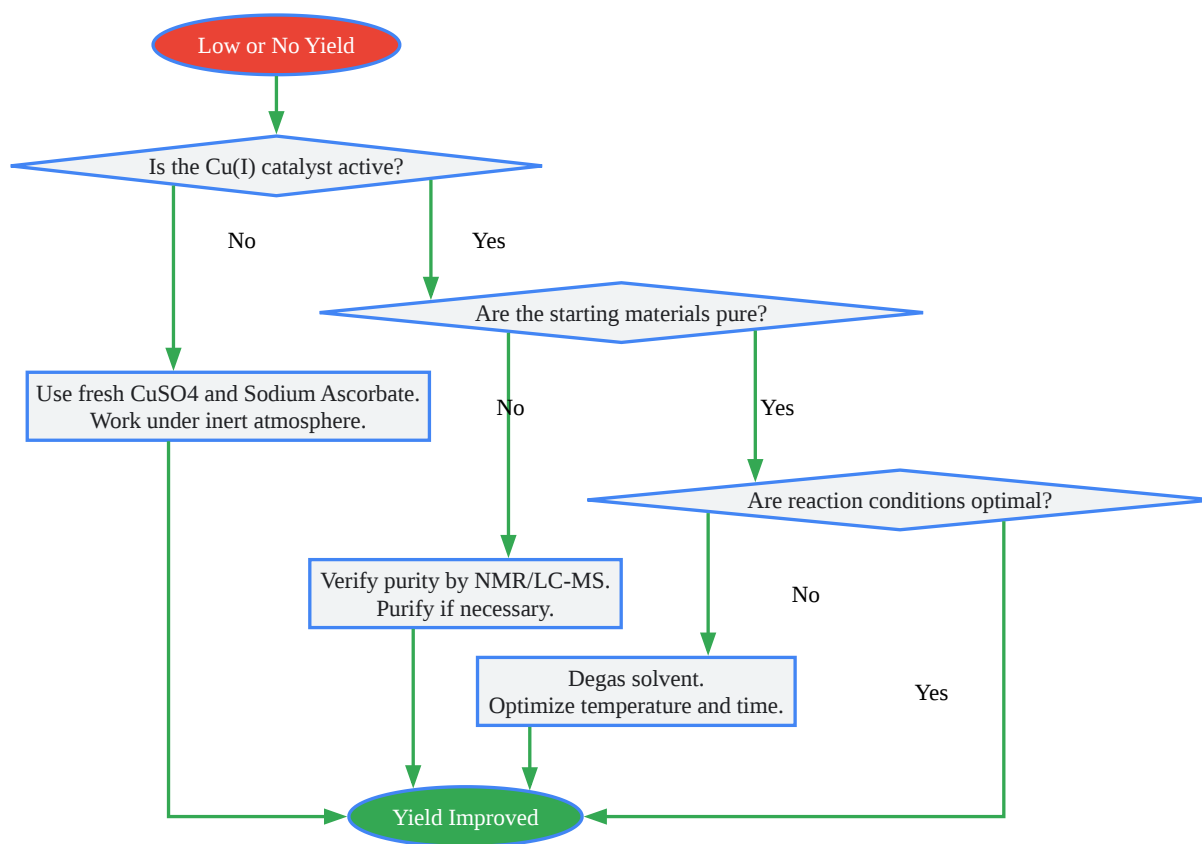 Low or No Yield
Is the Cu(I) catalyst active?
No
Yes
Are the starting materials pure?
Use fresh CuSO4 and Sodium Ascorbate.
Work under inert atmosphere.
No
Yes
Are reaction conditions optimal?
Verify purity by NMR/LC-MS.
Purify if necessary.
No
Degas solvent.
Optimize temperature and time.
Yes
Yield Improved